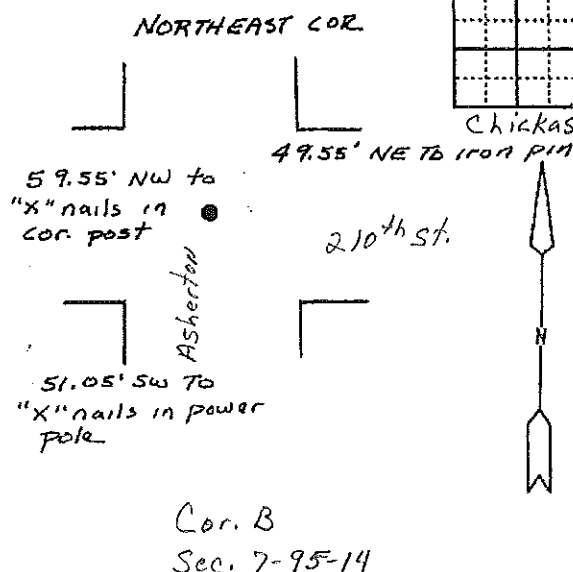 NORTHEAST COR.
Chickas
49.55' NE To iron pin
59.55' NW to
"X" nails in
cor. post
210th St.
Asherton
N
51.05' SW TO
"X" nails in power
pole
Cor. B
Sec. 7-95-14